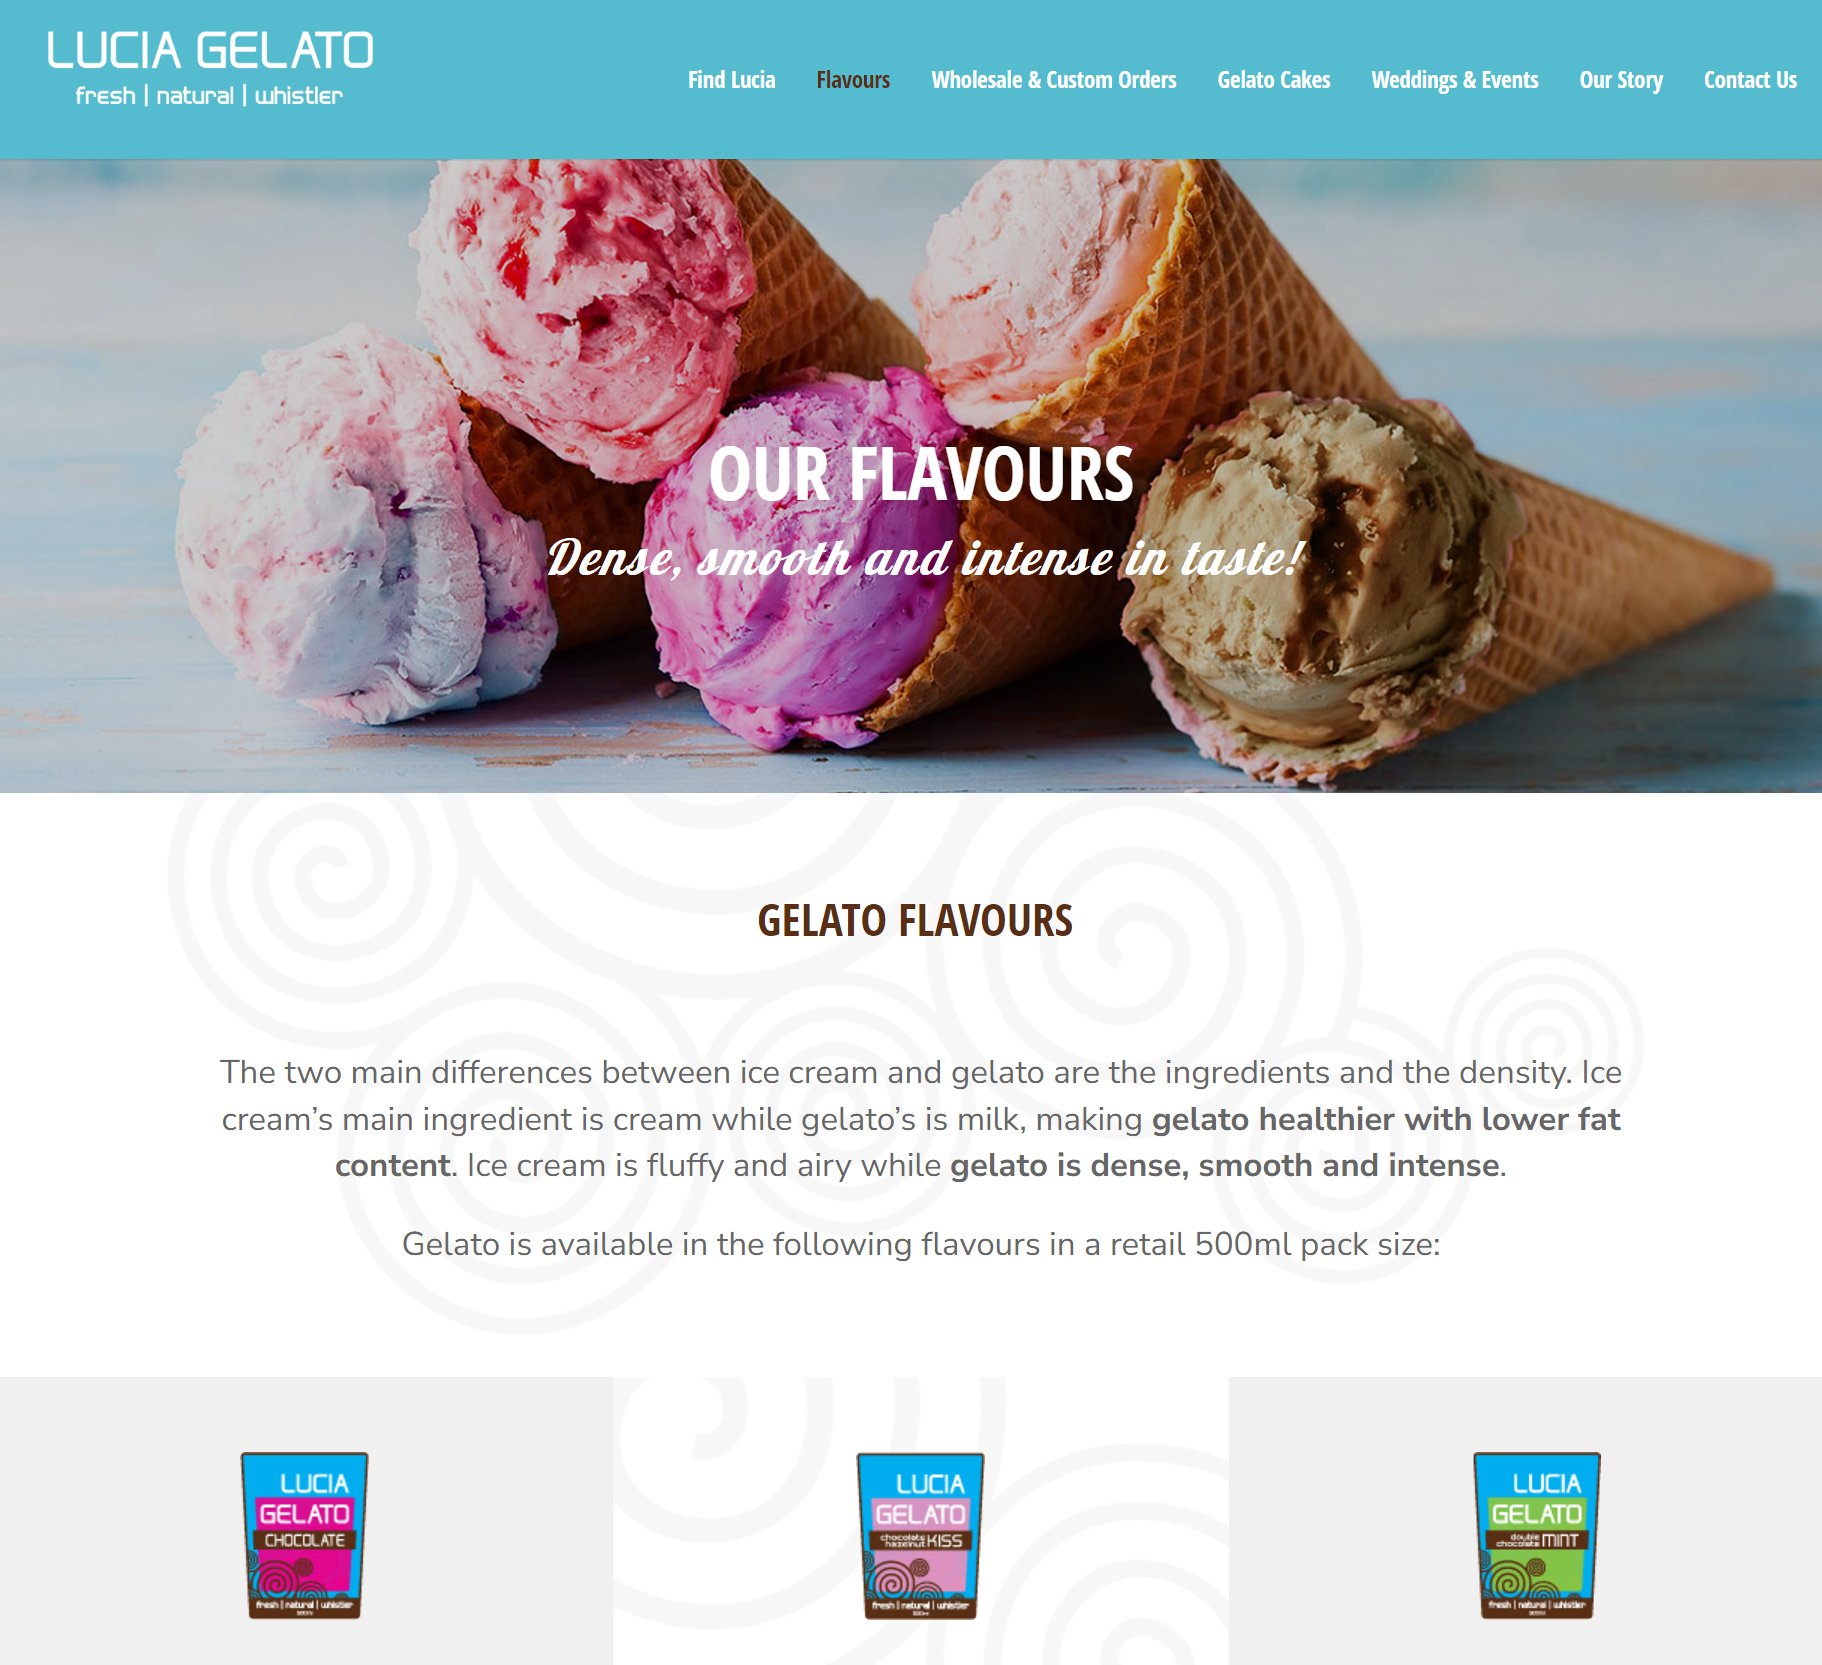 LUCIA GELATO
fresh | natural | whistler
Find Lucia
Flavours
Wholesale & Custom Orders
Gelato Cakes
Weddings & Events
Our Story
Contact Us
OUR FLAVOURS
Dense, smooth and intense in taste!
GELATO FLAVOURS
The two main differences between ice cream and gelato are the ingredients and the density. Ice
cream’s main ingredient is cream while gelato’s is milk, making gelato healthier with lower fat
content. Ice cream is fluffy and airy while gelato is dense, smooth and intense.
Gelato is available in the following flavours in a retail 500ml pack size:
LUCIA
GELATO
CHOCOLATE
fresh | natural | whistler
500ml
LUCIA
GELATO
chocolate
hazelnut KISS
fresh | natural | whistler
500ml
LUCIA
GELATO
double
chocolate MINT
fresh | natural | whistler
500ml